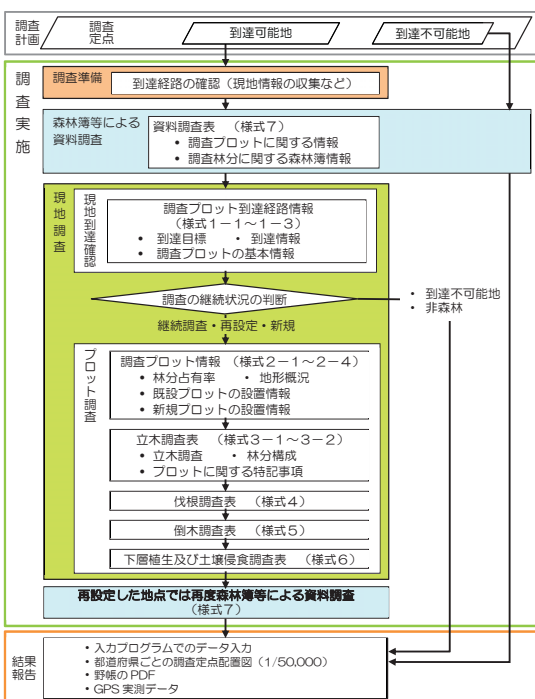 調査
計画
調査
定点
到達可能地
到達不可能地
調査実施
調査準備
到達経路の確認（現地情報の収集など）
森林簿等による
資料調査
資料調査表　（様式７）
• 調査プロットに関する情報
• 調査林分に関する森林簿情報
現地調査
現地到達確認
調査プロット到達経路情報
（様式１－１～１－３）
• 到達目標　• 到達情報
• 調査プロットの基本情報
調査の継続状況の判断
• 到達不可能地
• 非森林
継続調査・再設定・新規
プロット調査
調査プロット情報　（様式２－１～２－４）
• 林分占有率　• 地形概況
• 既設プロットの設置情報
• 新規プロットの設置情報
立木調査表　（様式３－１～３－２）
• 立木調査　• 林分構成
• プロットに関する特記事項
伐根調査表　（様式４）
倒木調査表　（様式５）
下層植生及び土壌侵食調査表　（様式６）
再設定した地点では再度森林簿等による資料調査
（様式７）
結果
報告
• 入力プログラムでのデータ入力
• 都道府県ごとの調査定点配置図（1/50,000）
• 野帳の PDF
• GPS 実測データ